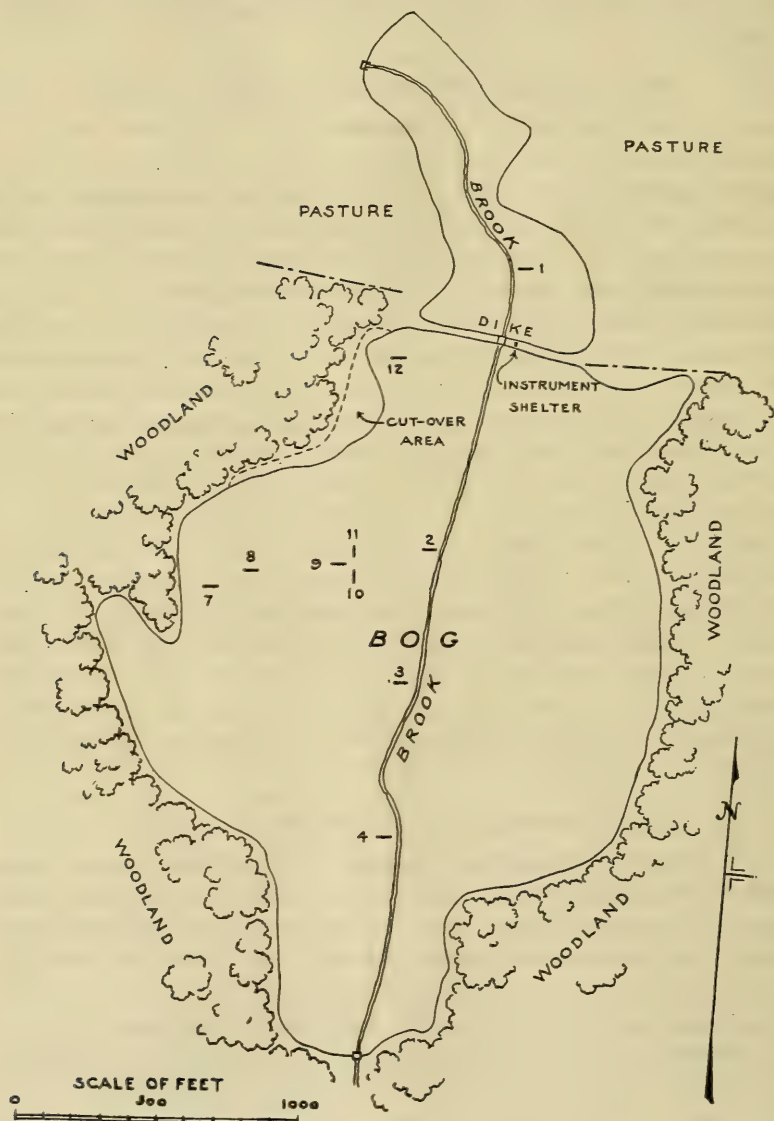 PASTURE
PASTURE
BROOK
1
DIKE
INSTRUMENT
SHELTER
12
WOODLAND
CUT-OVER
AREA
11
2
8
9
7
10
WOODLAND
BOG
3
BROOK
N
4
WOODLAND
WOODLAND
SCALE OF FEET
0 500 1000